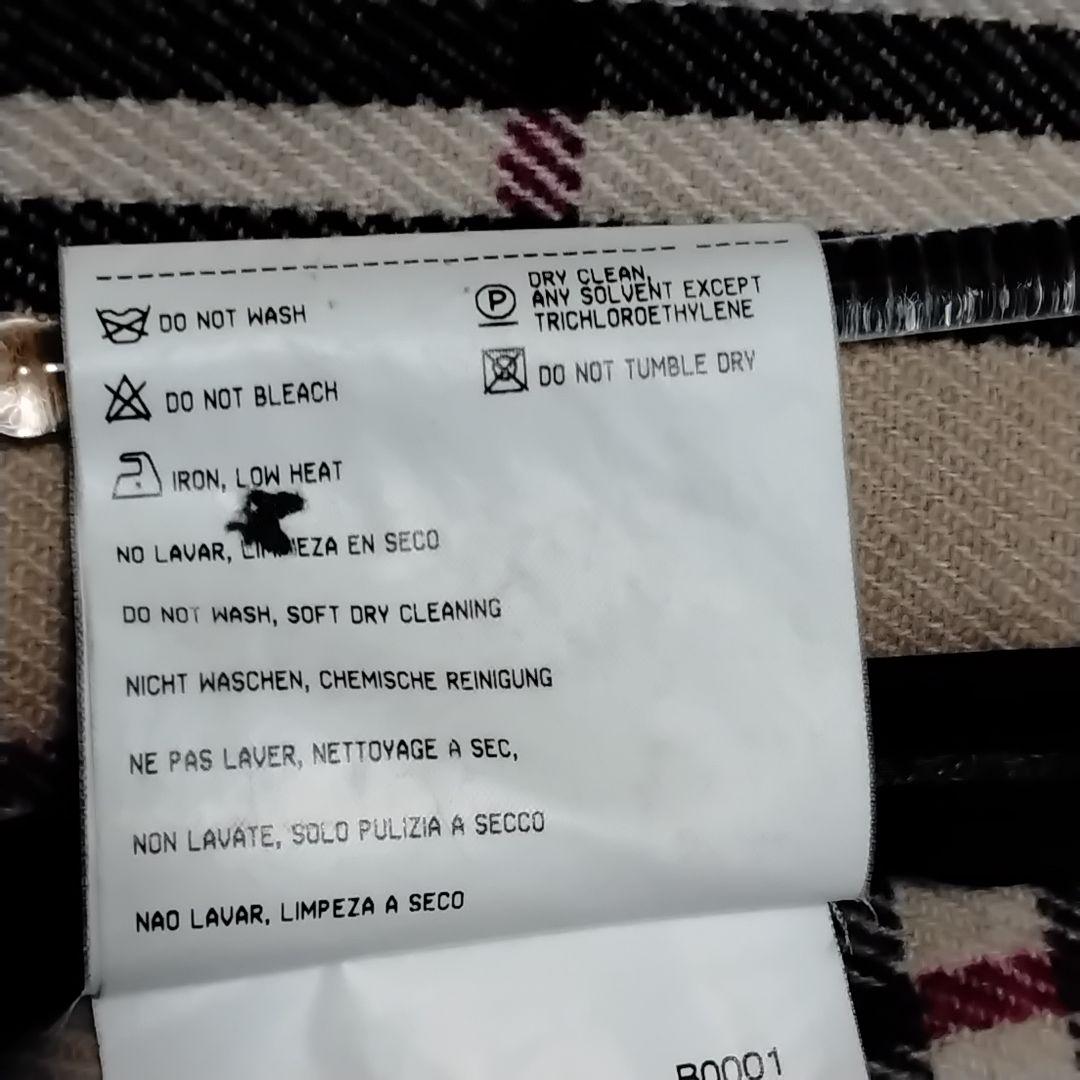 DO NOT WASH
DO NOT BLEACH
IRON, LOW HEAT
P
DRY CLEAN,
ANY SOLVENT EXCEPT
TRICHLOROETHYLENE
DO NOT TUMBLE DRY
NO LAVAR, EN SECO
DO NOT WASH, SOFT DRY CLEANING
NICHT WASCHEN, CHEMISCHE REINIGUNG
NE PAS LAVER, NETTOYAGE A SEC,
NON LAVATE, SOLO PULIZIA A SECCO
NAO LAVAR, LIMPEZA A SECO
B0001